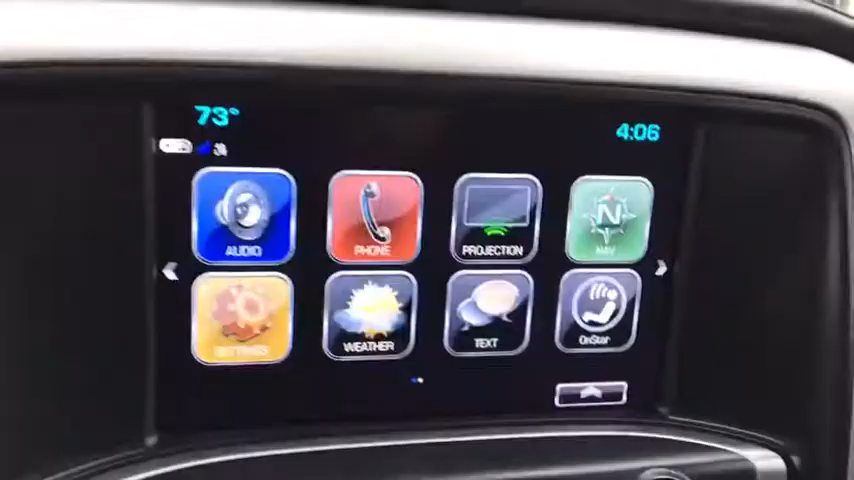 73°
4:06
AUDIO
PHONE
PROJECTION
N
NAV
SETTINGS
WEATHER
TEXT
OnStar